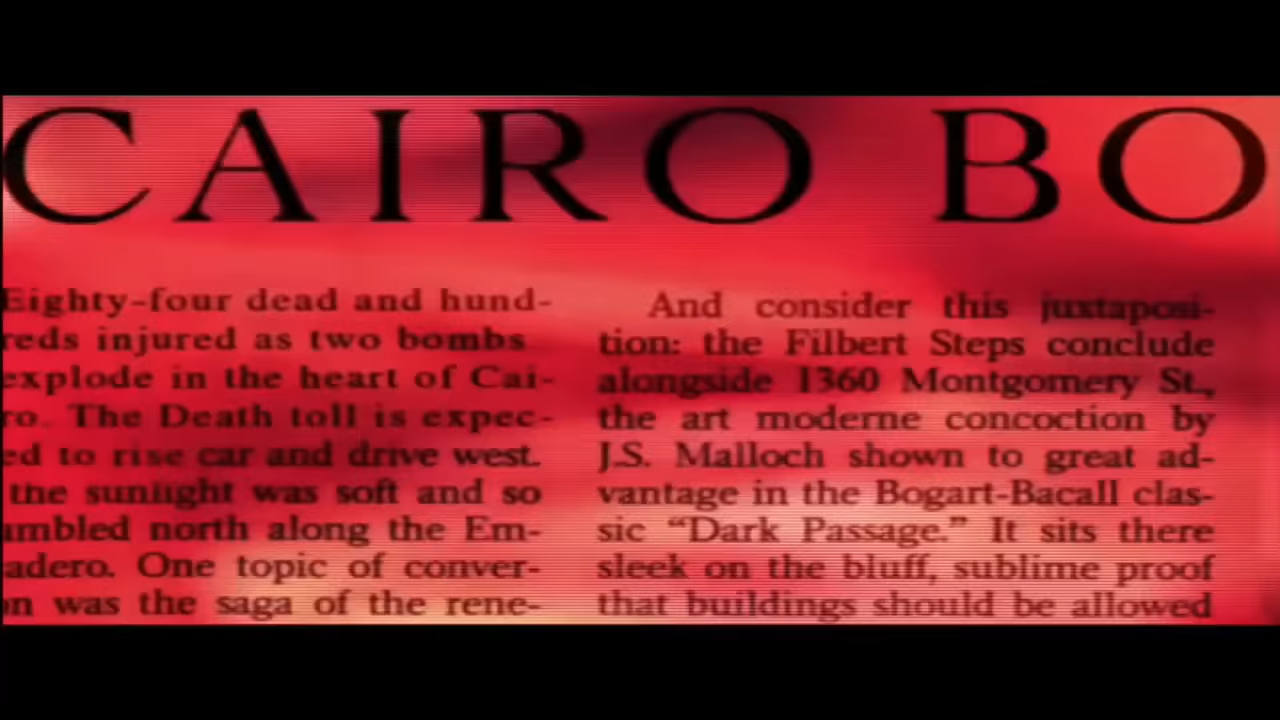 CAIRO BO
Eighty-four dead and hund-
reds injured as two bombs
explode in the heart of Cai-
ro. The Death toll is expec-
ed to rise car and drive west.
the sunlight was soft and so
ambled north along the Em-
adero. One topic of conver-
on was the saga of the rene-
And consider this juxtaposi-
tion: the Filbert Steps conclude
alongside 1360 Montgomery St.,
the art moderne concoction by
J.S. Malloch shown to great ad-
vantage in the Bogart-Bacall clas-
sic “Dark Passage.” It sits there
sleek on the bluff, sublime proof
that buildings should be allowed